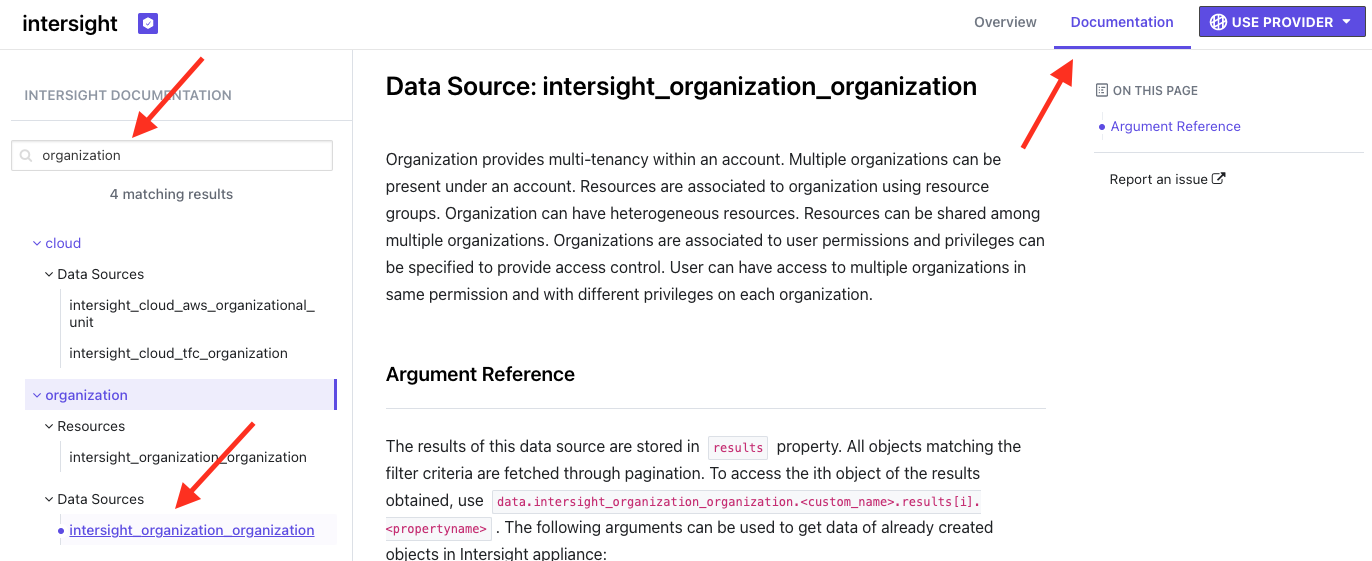 intersight
Overview
Documentation
USE PROVIDER
INTERSIGHT DOCUMENTATION
organization
4 matching results
cloud
Data Sources
intersight_cloud_aws_organizational_
unit
intersight_cloud_tfc_organization
organization
Resources
intersight_organization_organization
Data Sources
intersight_organization_organization
Data Source: intersight_organization_organization
Organization provides multi-tenancy within an account. Multiple organizations can be
present under an account. Resources are associated to organization using resource
groups. Organization can have heterogeneous resources. Resources can be shared among
multiple organizations. Organizations are associated to user permissions and privileges can
be specified to provide access control. User can have access to multiple organizations in
same permission and with different privileges on each organization.
Argument Reference
The results of this data source are stored in results property. All objects matching the
filter criteria are fetched through pagination. To access the ith object of the results
obtained, use data.intersight_organization_organization.<custom_name>.results[i].
<propertyname> . The following arguments can be used to get data of already created
objects in Intersight appliance:
ON THIS PAGE
Argument Reference
Report an issue